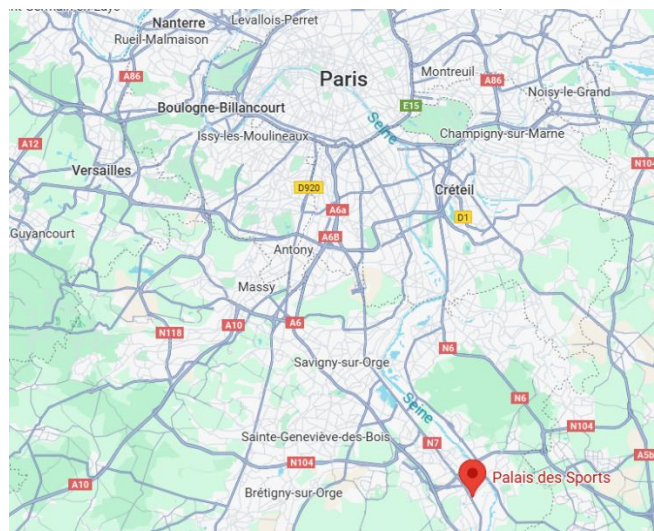 Nanterre
Levallois-Perret
Rueil-Malmaison
A86
Paris
Montreuil
A86
Noisy-le-Grand
Boulogne-Billancourt
E15
Seine
Issy-les-Moulineaux
Champigny-sur-Marne
A12
Versailles
N104
D920
Créteil
A6a
D1
Guyancourt
A6B
Antony
Massy
N118
A10
A6
N6
Savigny-sur-Orge
Seine
N6
Sainte-Geneviève-des-Bois
N7
N104
N104
A5b
A10
Brétigny-sur-Orge
Palais des Sports